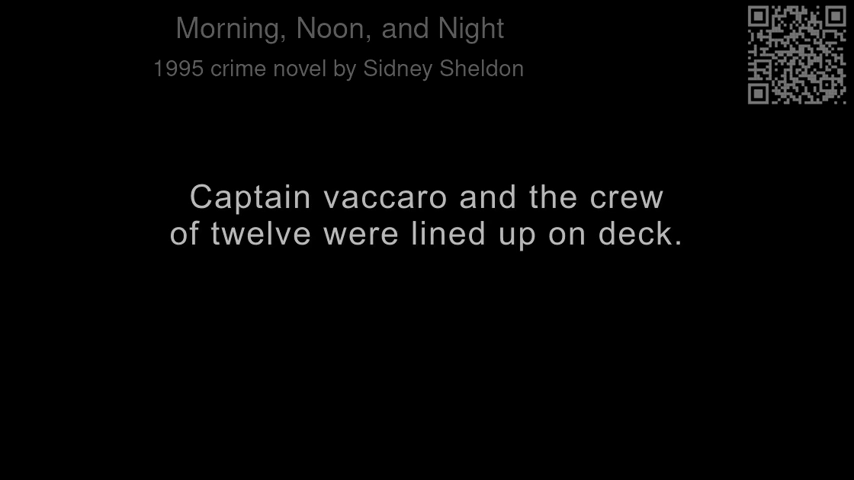 Morning, Noon, and Night
1995 crime novel by Sidney Sheldon
Captain vaccaro and the crew
of twelve were lined up on deck.